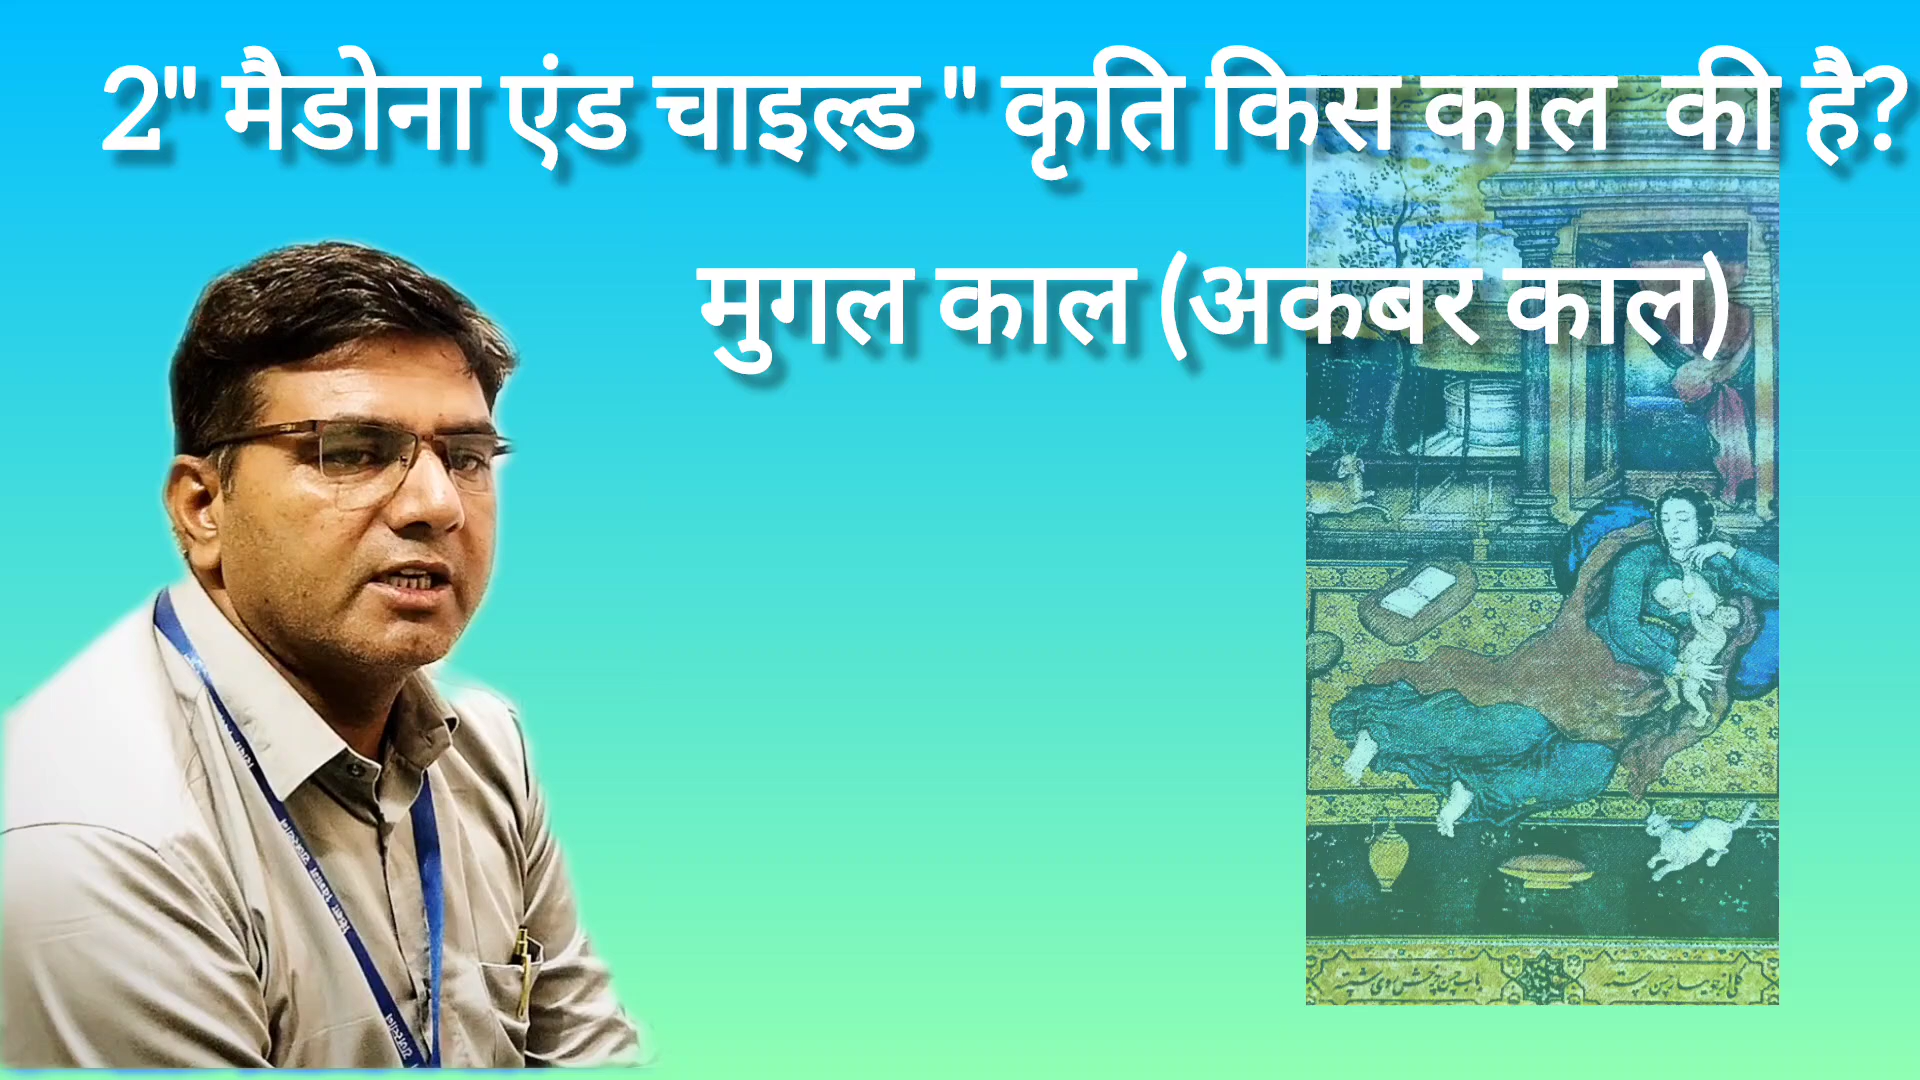 2" मैडोना एंड चाइल्ड " कृति किस काल की है?
मुगल काल (अकबर काल)